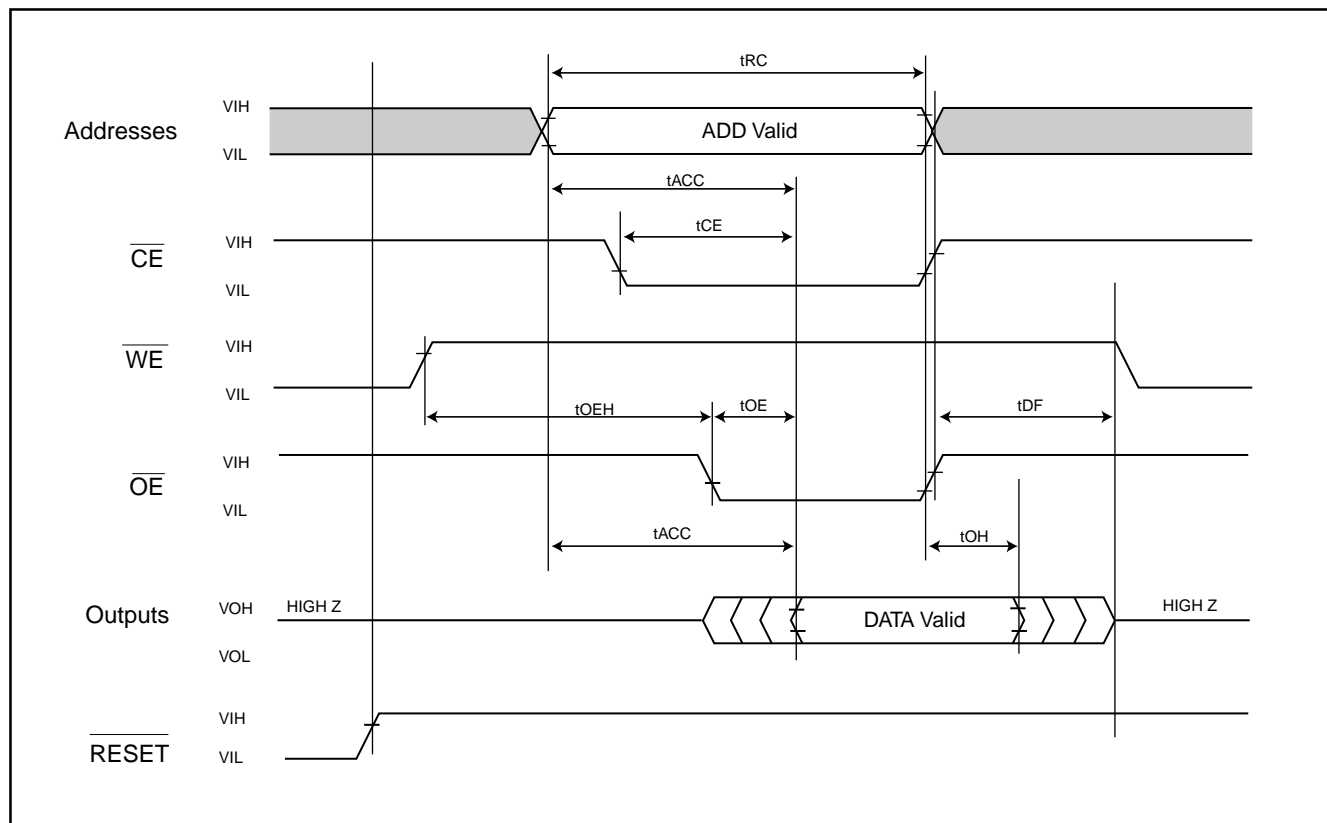 tRC
VIH
Addresses
ADD Valid
VIL
tACC
tCE
VIH
CE
VIL
VIH
WE
VIL
tOEH
tOE
tDF
VIH
OE
VIL
tACC
tOH
VOH
HIGH Z
Outputs
DATA Valid
HIGH Z
VOL
VIH
RESET
VIL